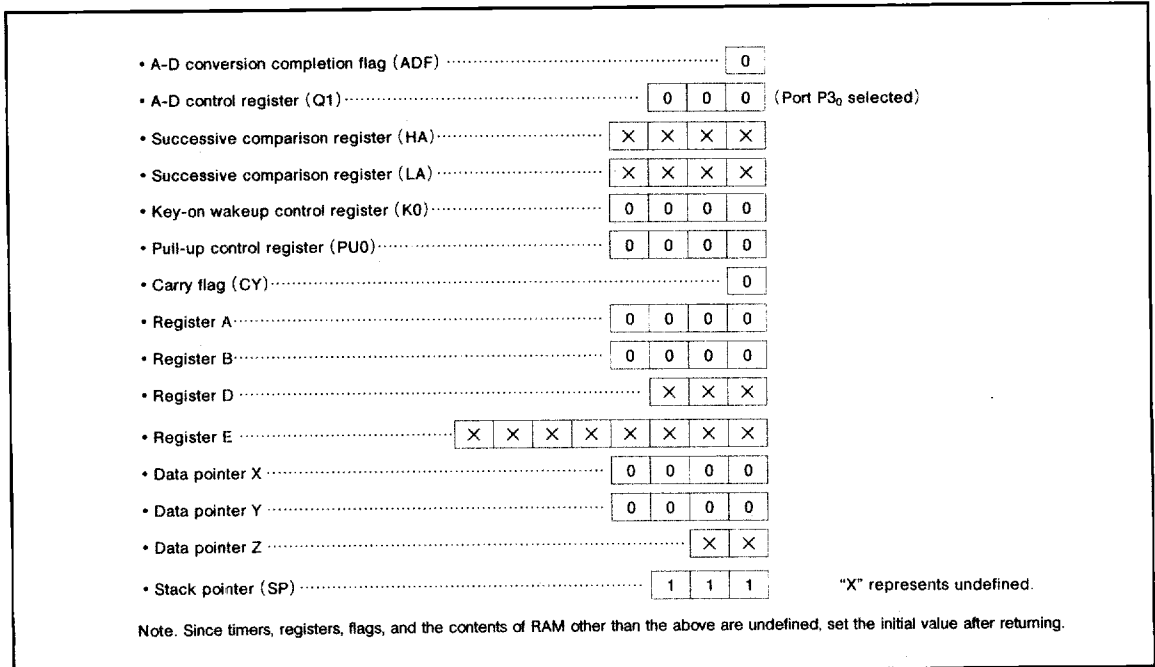 • A-D conversion completion flag (ADF) ........ 0
• A-D control register (Q1) ........ 0 0 0 (Port P3₀ selected)
• Successive comparison register (HA) ........ × × × ×
• Successive comparison register (LA) ........ × × × ×
• Key-on wakeup control register (K0) ........ 0 0 0 0
• Pull-up control register (PU0) ........ 0 0 0 0
• Carry flag (CY) ........ 0
• Register A ........ 0 0 0 0
• Register B ........ 0 0 0 0
• Register D ........ × × ×
• Register E ........ × × × × × × × ×
• Data pointer X ........ 0 0 0 0
• Data pointer Y ........ 0 0 0 0
• Data pointer Z ........ × ×
• Stack pointer (SP) ........ 1 1 1 "X" represents undefined.
Note. Since timers, registers, flags, and the contents of RAM other than the above are undefined, set the initial value after returning.